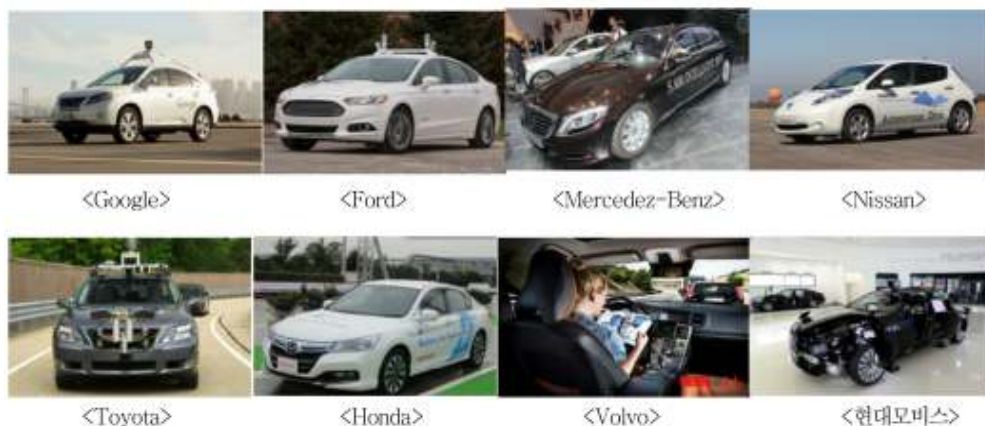 <Google>
<Ford>
<Mercedez-Benz>
<Nissan>
<Toyota>
<Honda>
<Volvo>
<현대모비스>